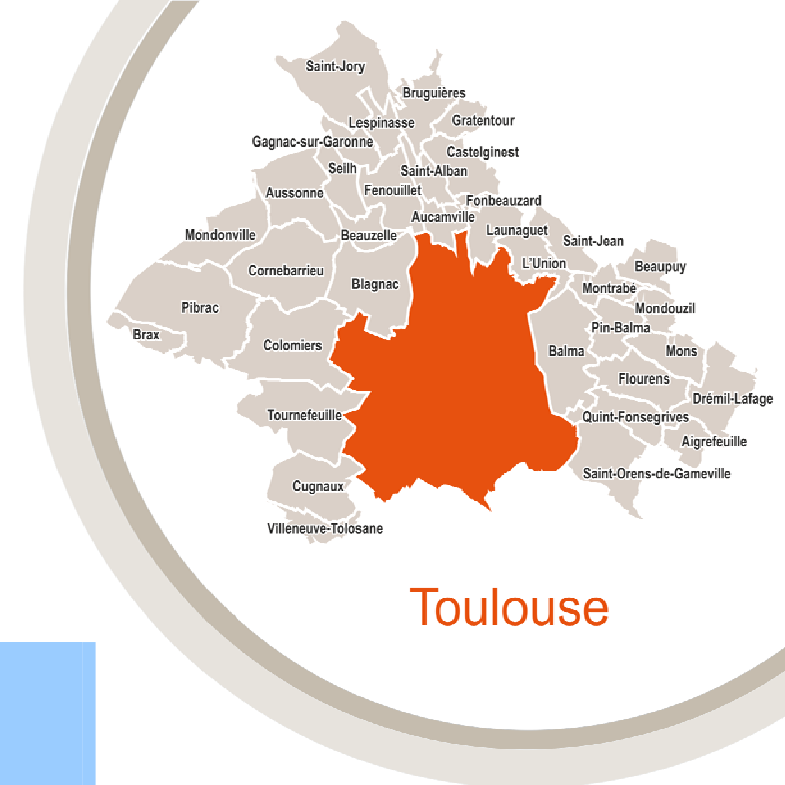 Saint-Jory
Bruguières
Lespinasse
Gratentour
Gagnac-sur-Garonne
Castelginest
Seilh
Saint-Alban
Aussonne
Fenouillet
Fonbeauzard
Aucamville
Mondonville
Beauzelle
Launaguet
Saint-Jean
Cornebarrieu
L'Union
Beaupuy
Blagnac
Montrabé
Pibrac
Mondouzil
Brax
Pin-Balma
Colomiers
Balma
Mons
Flourens
Drémil-Lafage
Tournefeuille
Quint-Fonsegrives
Aigrefeuille
Saint-Orens-de-Gameville
Cugnaux
Villeneuve-Tolosane
Toulouse